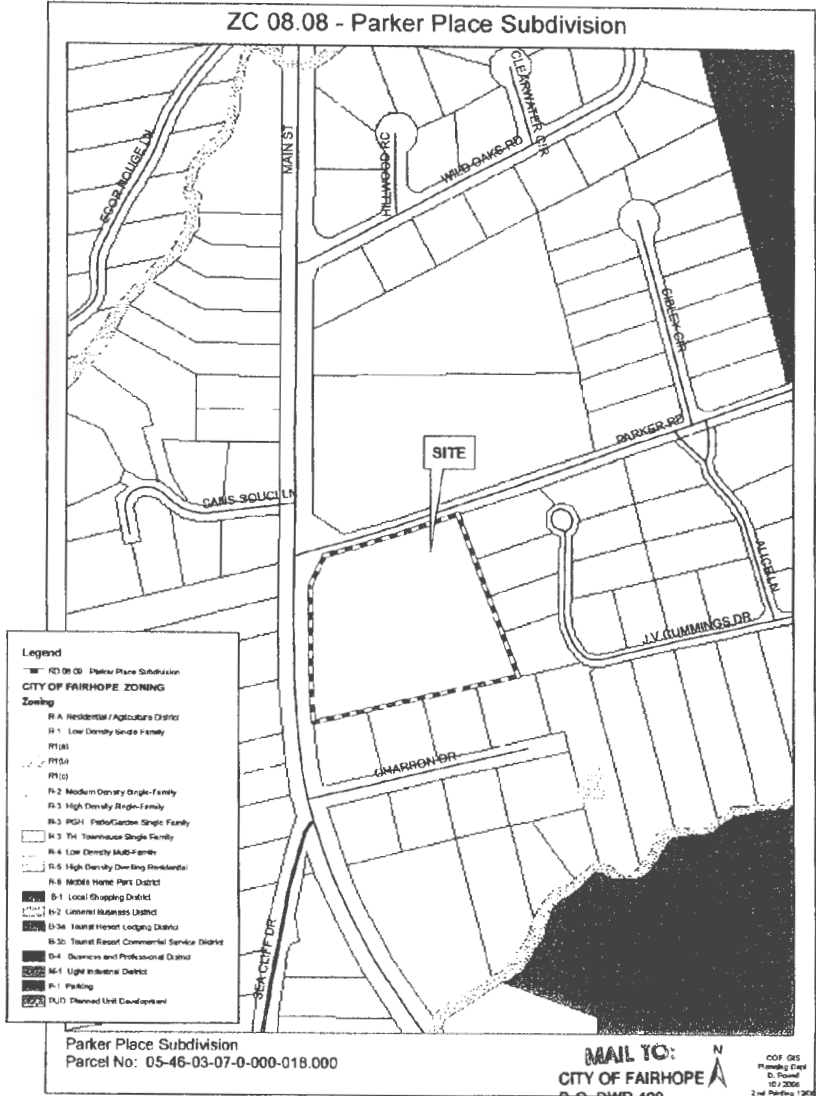 ZC 08.08 - Parker Place Subdivision
CLEARWATER CIR
MAIN ST
HILLWOOD RC
WILD OAKS RD
SIBLEY CIR
PARKER RD
SITE
SANS SOUCI LN
ALICE LN
J.V. CUMMINGS DR
CHARRON DR
SEA CLIFF DR
Legend
Parker Place Subdivision
CITY OF FAIRHOPE ZONING
Zoning
R-A Residential / Agriculture District
R-1 Low Density Single Family
R1(a)
R1(b)
R1(c)
R-2 Medium Density Single-Family
R-3 High Density Single-Family
R-3 PGH Patio/Garden Single Family
R-3 TH Townhouse Single Family
R-4 Low Density Multi-Family
R-5 High Density Dwelling Residential
R-6 Mobile Home Park District
B-1 Local Shopping District
B-2 General Business District
B-3a Tourist Resort Lodging District
B-3b Tourist Resort Commercial Service District
B-4 Business and Professional District
M-1 Light Industrial District
P-1 Parking
PUD Planned Unit Development
Parker Place Subdivision
Parcel No: 05-46-03-07-0-000-018.000
MAIL TO:
CITY OF FAIRHOPE
N
COF GIS
Planning Dept
D. Powell